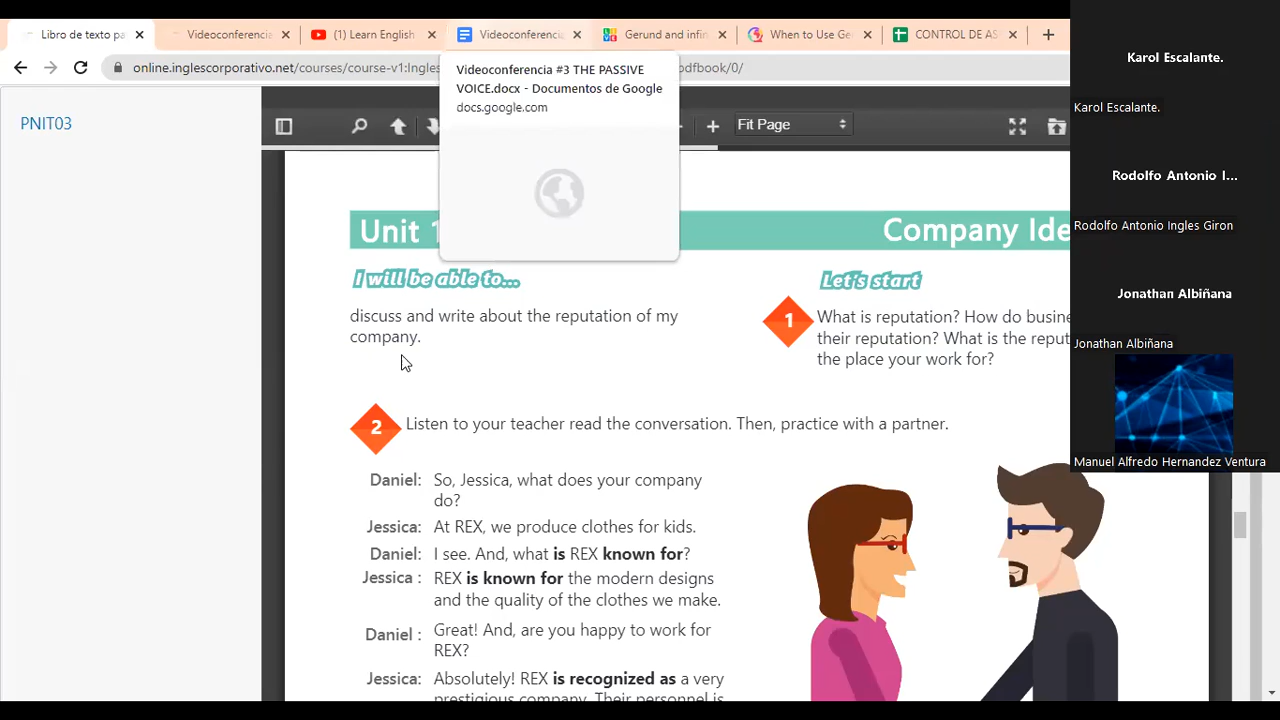 Libro de texto pa
Videoconferencia
(1) Learn English
Videoconferencia
Gerund and infin
When to Use Ge
CONTROL DE AS
online.inglescorporativo.net/courses/course-v1:Ingles
pdfbook/0/
Videoconferencia #3 THE PASSIVE
VOICE.docx - Documentos de Google
docs.google.com
PNIT03
Fit Page
Unit 1
Company Ide
I will be able to...
discuss and write about the reputation of my
company.
Let's start
1
What is reputation? How do busine
their reputation? What is the reput
the place your work for?
2
Listen to your teacher read the conversation. Then, practice with a partner.
Daniel: So, Jessica, what does your company
do?
Jessica: At REX, we produce clothes for kids.
Daniel: I see. And, what is REX known for?
Jessica : REX is known for the modern designs
and the quality of the clothes we make.
Daniel : Great! And, are you happy to work for
REX?
Jessica: Absolutely! REX is recognized as a very
prestigious company. Their personnel is
Karol Escalante.
Karol Escalante.
Rodolfo Antonio I...
Rodolfo Antonio Ingles Giron
Jonathan Albiñana
Jonathan Albiñana
Manuel Alfredo Hernandez Ventura